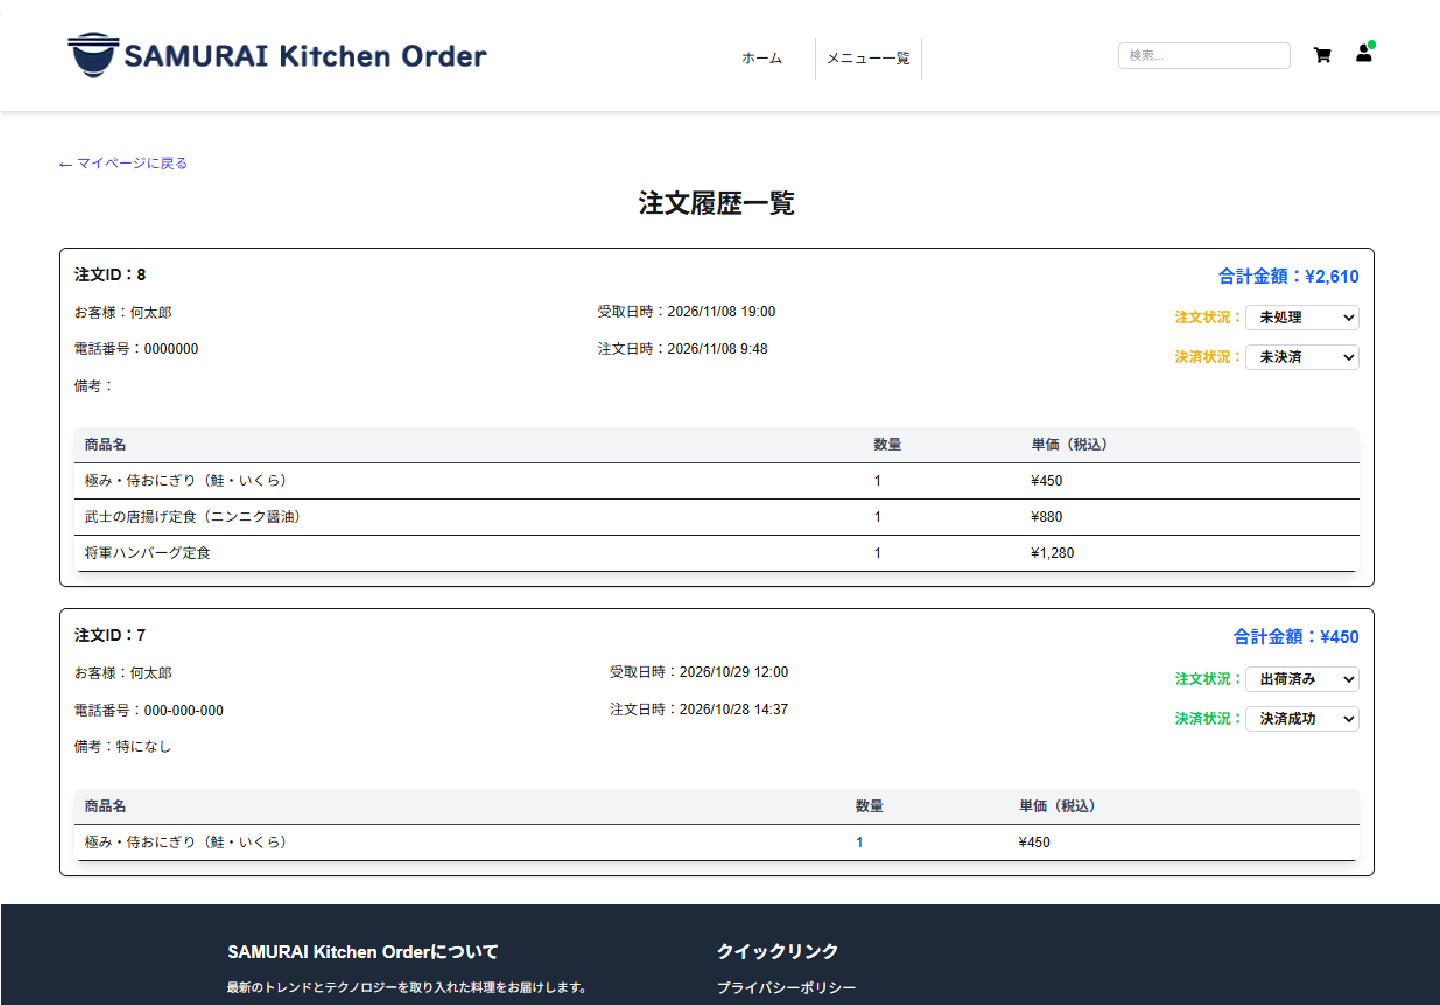 SAMURAI Kitchen Order
ホーム
メニュー一覧
検索...
← マイページに戻る
注文履歴一覧
注文ID：8
合計金額：¥2,610
お客様：何太郎
受取日時：2026/11/08 19:00
注文状況： 未処理
電話番号：0000000
注文日時：2026/11/08 9:48
決済状況： 未決済
備考：
商品名 数量 単価（税込）
極み・侍おにぎり（鮭・いくら） 1 ¥450
武士の唐揚げ定食（ニンニク醤油） 1 ¥880
将軍ハンバーグ定食 1 ¥1,280
注文ID：7
合計金額：¥450
お客様：何太郎
受取日時：2026/10/29 12:00
注文状況： 出荷済み
電話番号：000-000-000
注文日時：2026/10/28 14:37
決済状況： 決済成功
備考：特になし
商品名 数量 単価（税込）
極み・侍おにぎり（鮭・いくら） 1 ¥450
SAMURAI Kitchen Orderについて
クイックリンク
最新のトレンドとテクノロジーを取り入れた料理をお届けします。
プライバシーポリシー